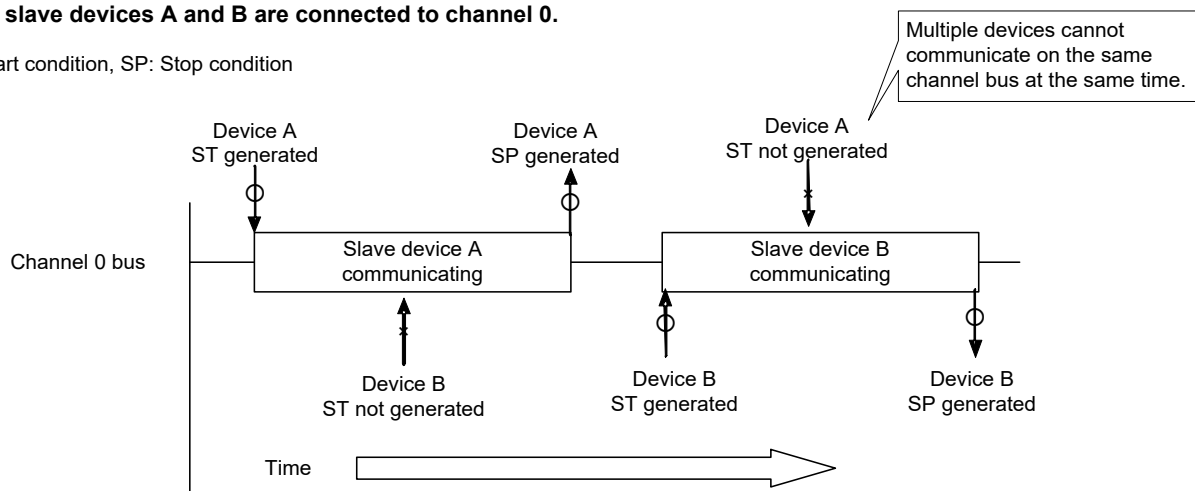 slave devices A and B are connected to channel 0.
art condition, SP: Stop condition
Multiple devices cannot
communicate on the same
channel bus at the same time.
Device A
ST generated
Device A
SP generated
Device A
ST not generated
Channel 0 bus
Slave device A
communicating
Slave device B
communicating
Device B
ST not generated
Device B
ST generated
Device B
SP generated
Time